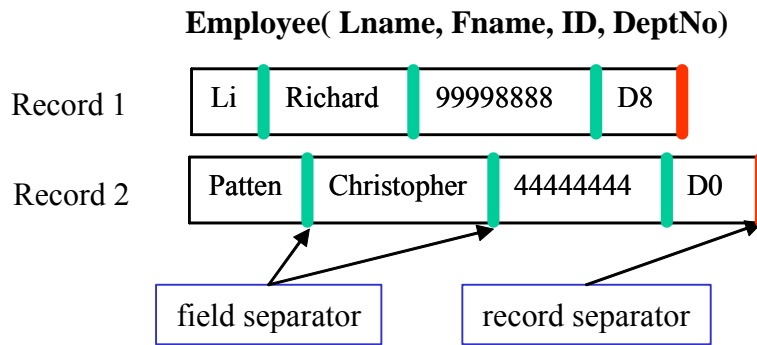 Employee( Lname, Fname, ID, DeptNo)
Record 1 Li Richard 99998888 D8
Record 2 Patten Christopher 44444444 D0
field separator record separator